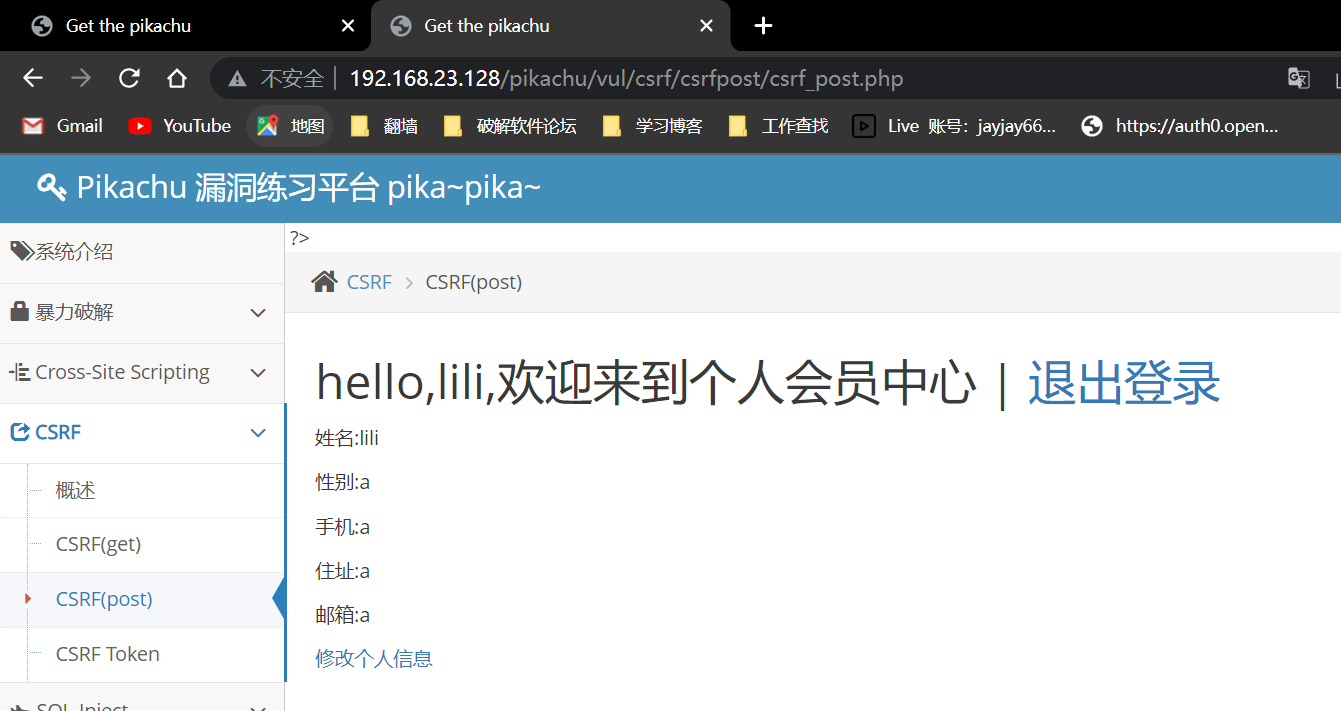 Get the pikachu
Get the pikachu
不安全 | 192.168.23.128/pikachu/vul/csrf/csrfpost/csrf_post.php
Gmail YouTube 地图 翻墙 破解软件论坛 学习博客 工作查找 Live 账号：jayjay66... https://auth0.open...
Pikachu 漏洞练习平台 pika~pika~
系统介绍
暴力破解
Cross-Site Scripting
CSRF
概述
CSRF(get)
CSRF(post)
CSRF Token
SQL-Inject
?>
CSRF > CSRF(post)
hello,lili,欢迎来到个人会员中心 | 退出登录
姓名:lili
性别:a
手机:a
住址:a
邮箱:a
修改个人信息